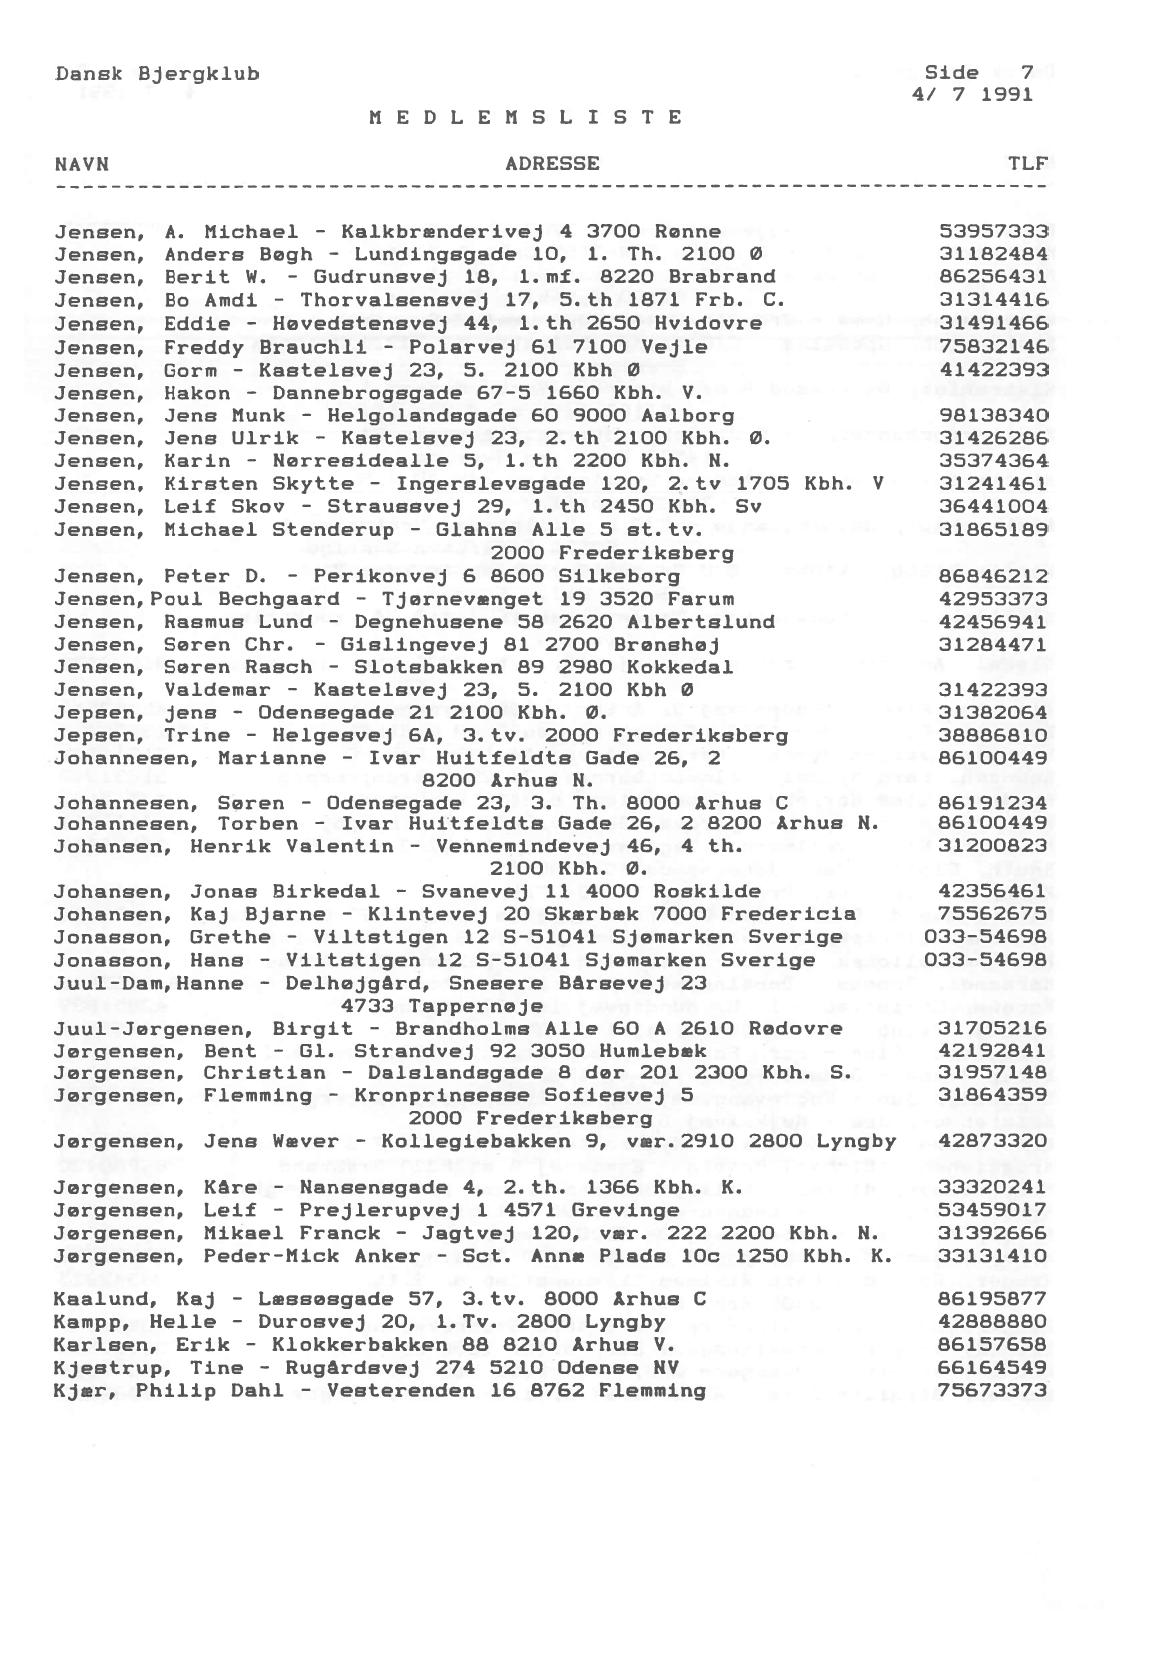 Dansk Bjergklub Side 7
4/ 7 1991
M E D L E M S L I S T E
NAVN ADRESSE TLF
------------------------------------------------------------------------
Jensen, A. Michael - Kalkbrænderivej 4 3700 Rønne 53957333
Jensen, Anders Bøgh - Lundingsgade 10, 1. Th. 2100 Ø 31182484
Jensen, Berit W. - Gudrunsvej 18, 1.mf. 8220 Brabrand 86256431
Jensen, Bo Amdi - Thorvalsensvej 17, 5.th 1871 Frb. C. 31314416
Jensen, Eddie - Høvedstensvej 44, 1.th 2650 Hvidovre 31491466
Jensen, Freddy Brauchli - Polarvej 61 7100 Vejle 75832146
Jensen, Gorm - Kastelsvej 23, 5. 2100 Kbh Ø 41422393
Jensen, Hakon - Dannebrogsgade 67-5 1660 Kbh. V.
Jensen, Jens Munk - Helgolandsgade 60 9000 Aalborg 98138340
Jensen, Jens Ulrik - Kastelsvej 23, 2.th 2100 Kbh. Ø. 31426286
Jensen, Karin - Nørresidealle 5, 1.th 2200 Kbh. N. 35374364
Jensen, Kirsten Skytte - Ingerslevsgade 120, 2.tv 1705 Kbh. V 31241461
Jensen, Leif Skov - Straussvej 29, 1.th 2450 Kbh. Sv 36441004
Jensen, Michael Stenderup - Glahns Alle 5 st.tv. 31865189
2000 Frederiksberg
Jensen, Peter D. - Perikonvej 6 8600 Silkeborg 86846212
Jensen,Poul Bechgaard - Tjørnevænget 19 3520 Farum 42953373
Jensen, Rasmus Lund - Degnehusene 58 2620 Albertslund 42456941
Jensen, Søren Chr. - Gislingevej 81 2700 Brønshøj 31284471
Jensen, Søren Rasch - Slotsbakken 89 2980 Kokkedal
Jensen, Valdemar - Kastelsvej 23, 5. 2100 Kbh Ø 31422393
Jepsen, jens - Odensegade 21 2100 Kbh. Ø. 31382064
Jepsen, Trine - Helgesvej 6A, 3.tv. 2000 Frederiksberg 38886810
Johannesen, Marianne - Ivar Huitfeldts Gade 26, 2 86100449
8200 Århus N.
Johannesen, Søren - Odensegade 23, 3. Th. 8000 Århus C 86191234
Johannesen, Torben - Ivar Huitfeldts Gade 26, 2 8200 Århus N. 86100449
Johansen, Henrik Valentin - Vennemindevej 46, 4 th. 31200823
2100 Kbh. Ø.
Johansen, Jonas Birkedal - Svanevej 11 4000 Roskilde 42356461
Johansen, Kaj Bjarne - Klintevej 20 Skærbæk 7000 Fredericia 75562675
Jonasson, Grethe - Viltstigen 12 S-51041 Sjømarken Sverige 033-54698
Jonasson, Hans - Viltstigen 12 S-51041 Sjømarken Sverige 033-54698
Juul-Dam,Hanne - Delhøjgård, Snesere Bårsevej 23
4733 Tappernøje
Juul-Jørgensen, Birgit - Brandholms Alle 60 A 2610 Rødovre 31705216
Jørgensen, Bent - Gl. Strandvej 92 3050 Humlebæk 42192841
Jørgensen, Christian - Dalslandsgade 8 dør 201 2300 Kbh. S. 31957148
Jørgensen, Flemming - Kronprinsesse Sofiesvej 5 31864359
2000 Frederiksberg
Jørgensen, Jens Wæver - Kollegiebakken 9, vær.2910 2800 Lyngby 42873320
Jørgensen, Kåre - Nansensgade 4, 2.th. 1366 Kbh. K. 33320241
Jørgensen, Leif - Prejlerupvej 1 4571 Grevinge 53459017
Jørgensen, Mikael Franck - Jagtvej 120, vær. 222 2200 Kbh. N. 31392666
Jørgensen, Peder-Mick Anker - Sct. Annæ Plads 10c 1250 Kbh. K. 33131410
Kaalund, Kaj - Læssøsgade 57, 3.tv. 8000 Århus C 86195877
Kampp, Helle - Durosvej 20, 1.Tv. 2800 Lyngby 42888880
Karlsen, Erik - Klokkerbakken 88 8210 Århus V. 86157658
Kjestrup, Tine - Rugårdsvej 274 5210 Odense NV 66164549
Kjær, Philip Dahl - Vesterenden 16 8762 Flemming 75673373